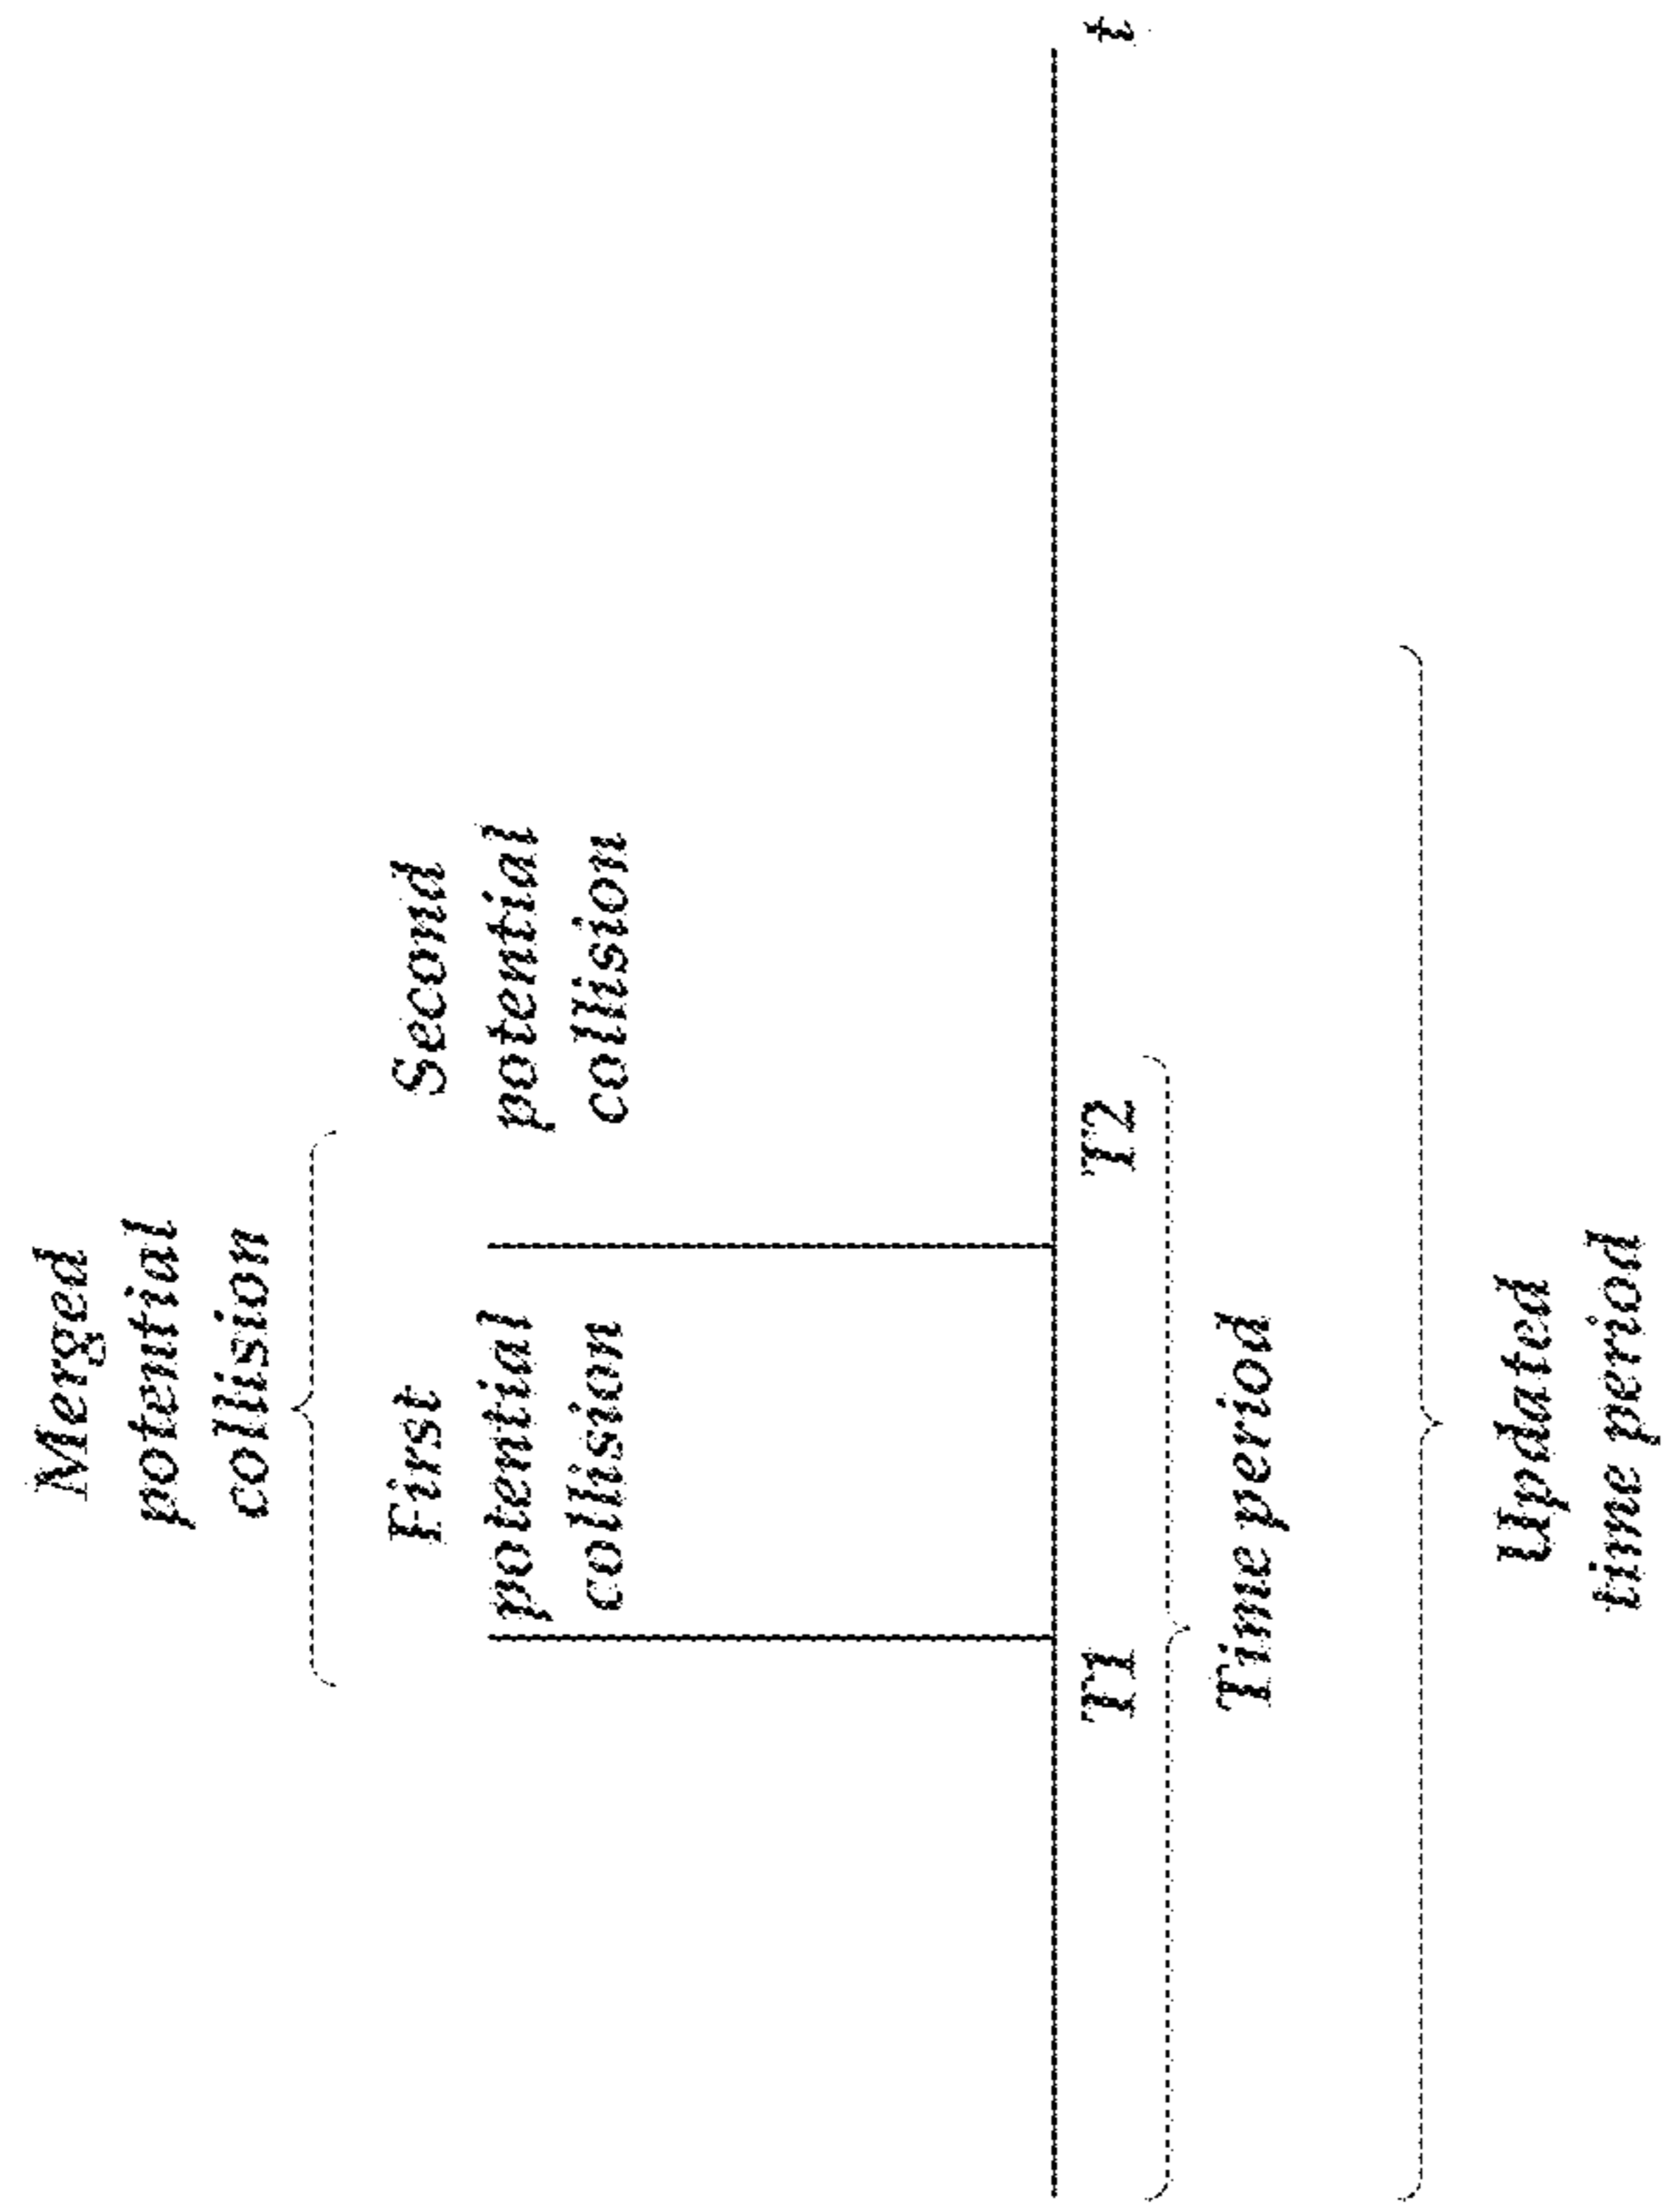 Merged
potential
collision
First
potential
collision
Second
potential
collision
T1
T2
t
Time period
Updated
time period